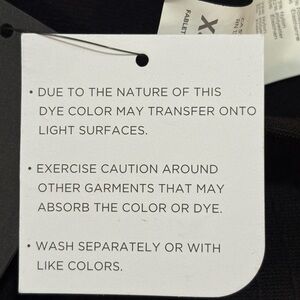 • DUE TO THE NATURE OF THIS
DYE COLOR MAY TRANSFER ONTO
LIGHT SURFACES.
• EXERCISE CAUTION AROUND
OTHER GARMENTS THAT MAY
ABSORB THE COLOR OR DYE.
• WASH SEPARATELY OR WITH
LIKE COLORS.